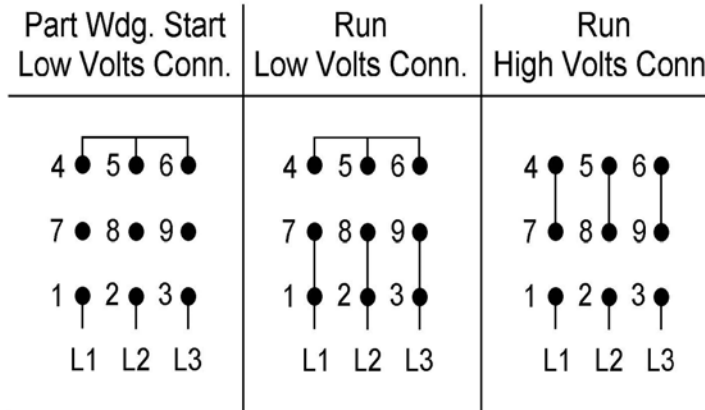 Part Wdg. Start
Low Volts Conn.
Run
Low Volts Conn.
Run
High Volts Conn
4 5 6
7 8 9
1 2 3
L1 L2 L3
4 5 6
7 8 9
1 2 3
L1 L2 L3
4 5 6
7 8 9
1 2 3
L1 L2 L3